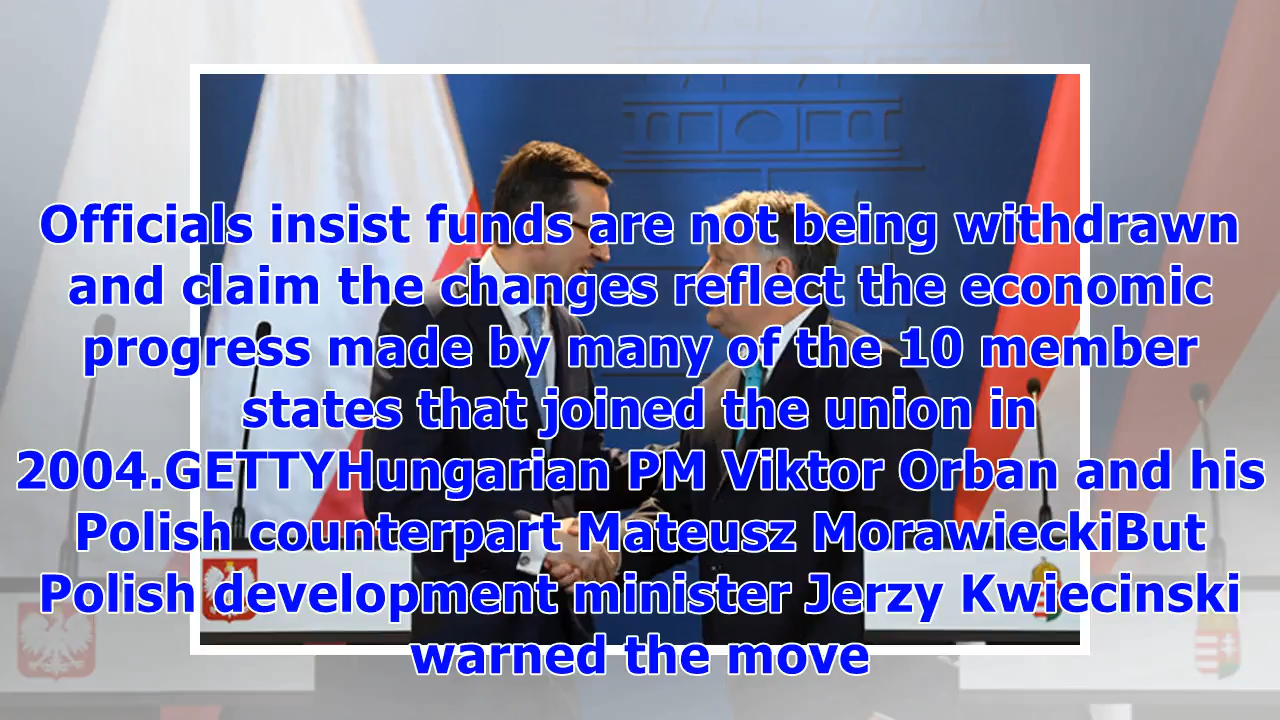 Officials insist funds are not being withdrawn
and claim the changes reflect the economic
progress made by many of the 10 member
states that joined the union in
2004.GETTYHungarian PM Viktor Orban and his
Polish counterpart Mateusz MorawieckiBut
Polish development minister Jerzy Kwiecinski
warned the move